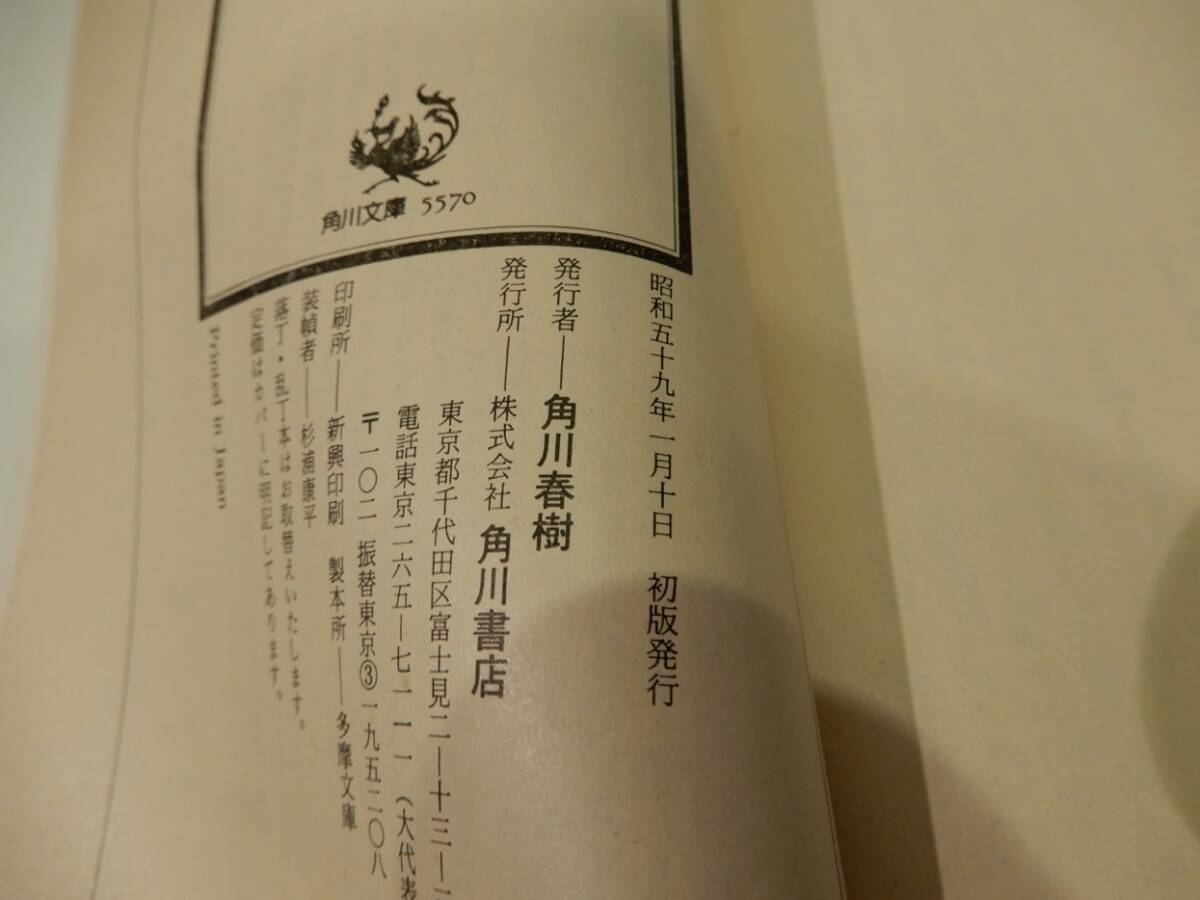 角川文庫 5570
昭和五十九年一月十日 初版発行
発行者――角川春樹
発行所――株式会社 角川書店
東京都千代田区富士見二―十三―
電話東京二六五―七一一一(大代表
〒一〇二 振替東京③一九五二〇八
印刷所――新興印刷 製本所――多摩文庫
装幀者――杉浦康平
落丁・乱丁本はお取替えいたします。
定価はカバーに明記してあります。
Printed in Japan